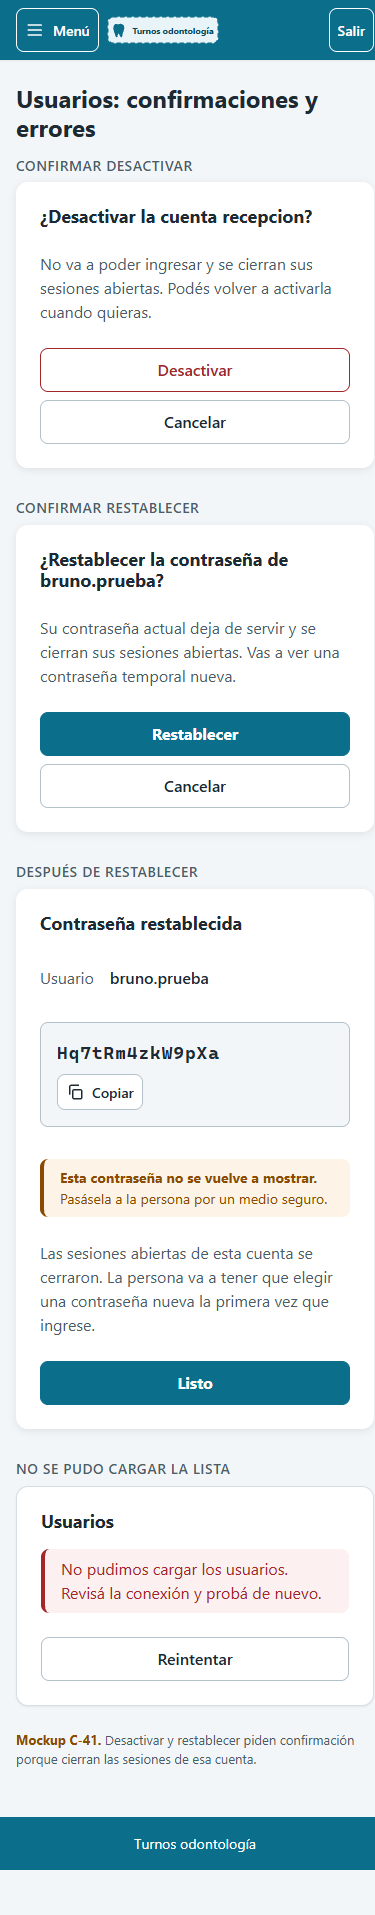 Menú
Turnos odontología
Salir
Usuarios: confirmaciones y
errores
CONFIRMAR DESACTIVAR
¿Desactivar la cuenta recepcion?
No va a poder ingresar y se cierran sus
sesiones abiertas. Podés volver a activarla
cuando quieras.
Desactivar
Cancelar
CONFIRMAR RESTABLECER
¿Restablecer la contraseña de
bruno.prueba?
Su contraseña actual deja de servir y se
cierran sus sesiones abiertas. Vas a ver una
contraseña temporal nueva.
Restablecer
Cancelar
DESPUÉS DE RESTABLECER
Contraseña restablecida
Usuario bruno.prueba
Hq7tRm4zkW9pXa
Copiar
Esta contraseña no se vuelve a mostrar.
Pasásela a la persona por un medio seguro.
Las sesiones abiertas de esta cuenta se
cerraron. La persona va a tener que elegir
una contraseña nueva la primera vez que
ingrese.
Listo
NO SE PUDO CARGAR LA LISTA
Usuarios
No pudimos cargar los usuarios.
Revisá la conexión y probá de nuevo.
Reintentar
Mockup C-41. Desactivar y restablecer piden confirmación
porque cierran las sesiones de esa cuenta.
Turnos odontología